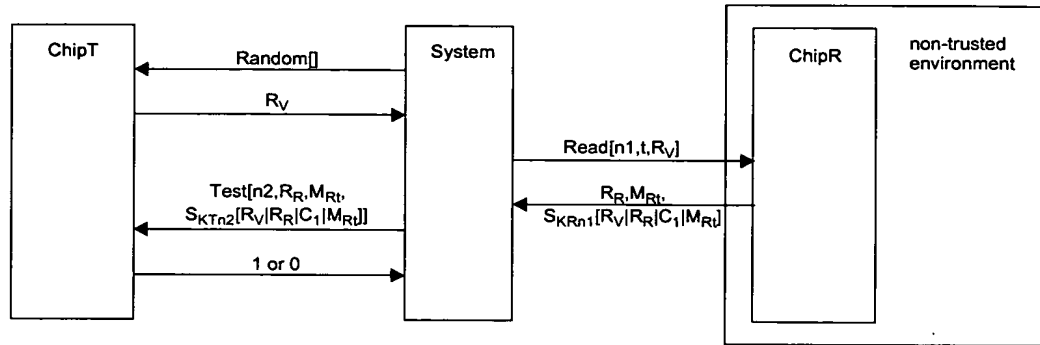 ChipT
System
ChipR
non-trusted
environment
Random[]
R_V
Read[n1,t,R_V]
Test[n2,R_R,M_Rt,
S_KTn2[R_V|R_R|C_1|M_Rt]]
R_R,M_Rt,
S_KRn1[R_V|R_R|C_1|M_Rt]
1 or 0